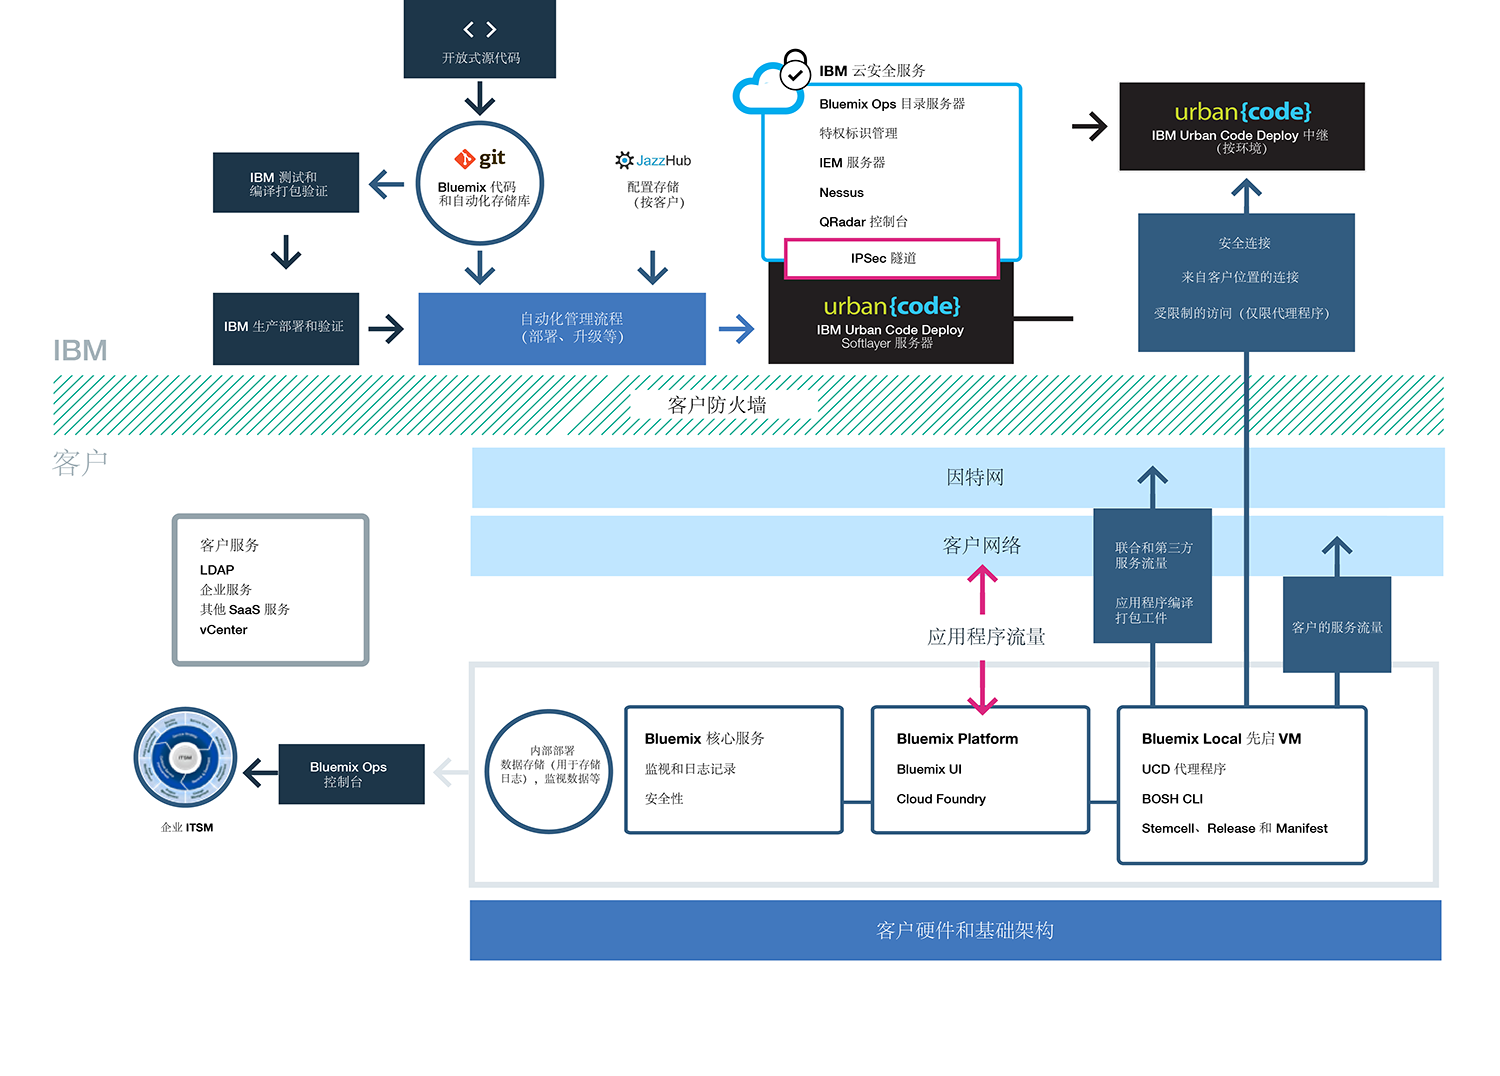 开放式源代码
git
Bluemix 代码
和自动化存储库
IBM 测试和
编译打包验证
JazzHub
配置存储
（按客户）
IBM 云安全服务
Bluemix Ops 目录服务器
特权标识管理
IEM 服务器
Nessus
QRadar 控制台
IPSec 隧道
urban{code}
IBM Urban Code Deploy
Softlayer 服务器
urban{code}
IBM Urban Code Deploy 中继
（按环境）
安全连接
来自客户位置的连接
受限制的访问（仅限代理程序）
IBM 生产部署和验证
自动化管理流程
（部署、升级等）
IBM
客户防火墙
客户
因特网
客户网络
联合和第三方
服务流量
应用程序编译
打包工件
客户的服务流量
应用程序流量
客户服务
LDAP
企业服务
其他 SaaS 服务
vCenter
ITSM
企业 ITSM
Bluemix Ops
控制台
内部部署
数据存储（用于存储
日志），监视数据等
Bluemix 核心服务
监视和日志记录
安全性
Bluemix Platform
Bluemix UI
Cloud Foundry
Bluemix Local 先启 VM
UCD 代理程序
BOSH CLI
Stemcell、Release 和 Manifest
客户硬件和基础架构